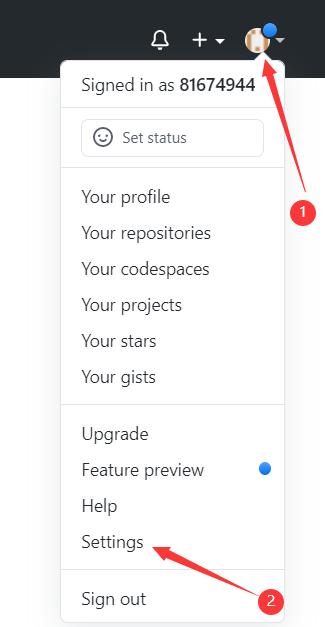 Signed in as 81674944
Set status
Your profile
1
Your repositories
Your codespaces
Your projects
Your stars
Your gists
Upgrade
Feature preview
Help
Settings
2
Sign out